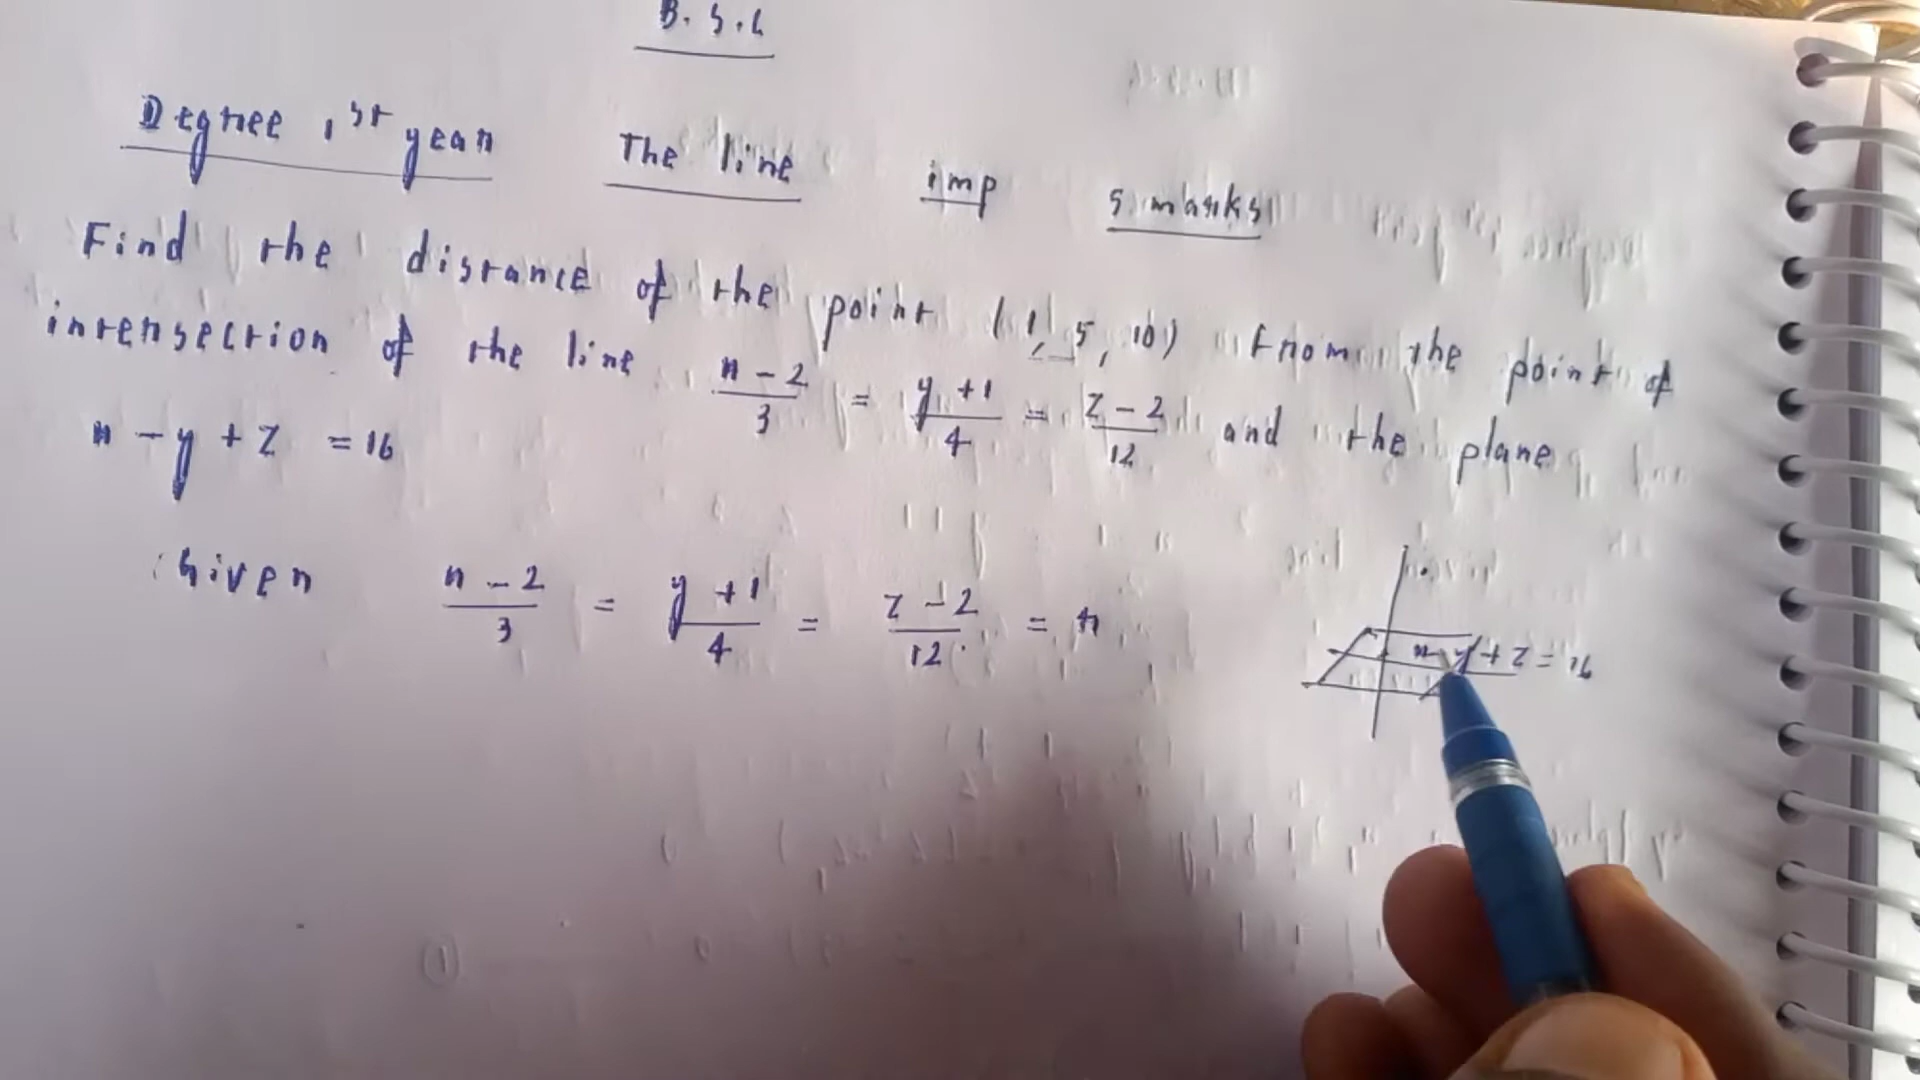 B.S.C
Degree 1st year The line imp 5 marks
Find the distance of the point (1, 5, 10) from the point of
intersection of the line x - 2 / 3 = y + 1 / 4 = z - 2 / 12 and the plane
x - y + z = 16
Given x - 2 / 3 = y + 1 / 4 = z - 2 / 12 = r
x - y + z = 16